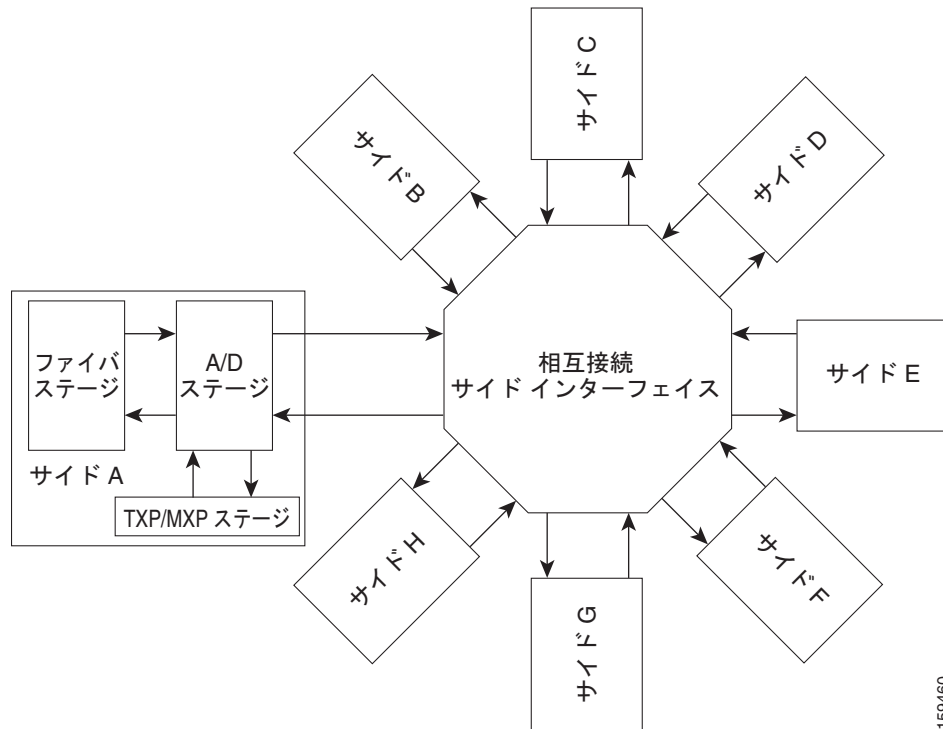 サイド C
サイド B
サイド D
ファイバ
ステージ
A/D
ステージ
相互接続
サイド インターフェイス
サイド E
サイド A
TXP/MXP ステージ
サイド H
サイド F
サイド G
159460